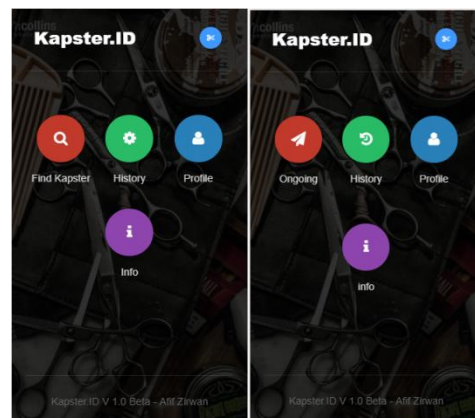 Kapster.ID
Find Kapster History Profile
Info
Kapster.ID V 1.0 Beta - Afif Zirwan
Kapster.ID
Ongoing History Profile
info
Kapster.ID V 1.0 Beta - Afif Zirwan